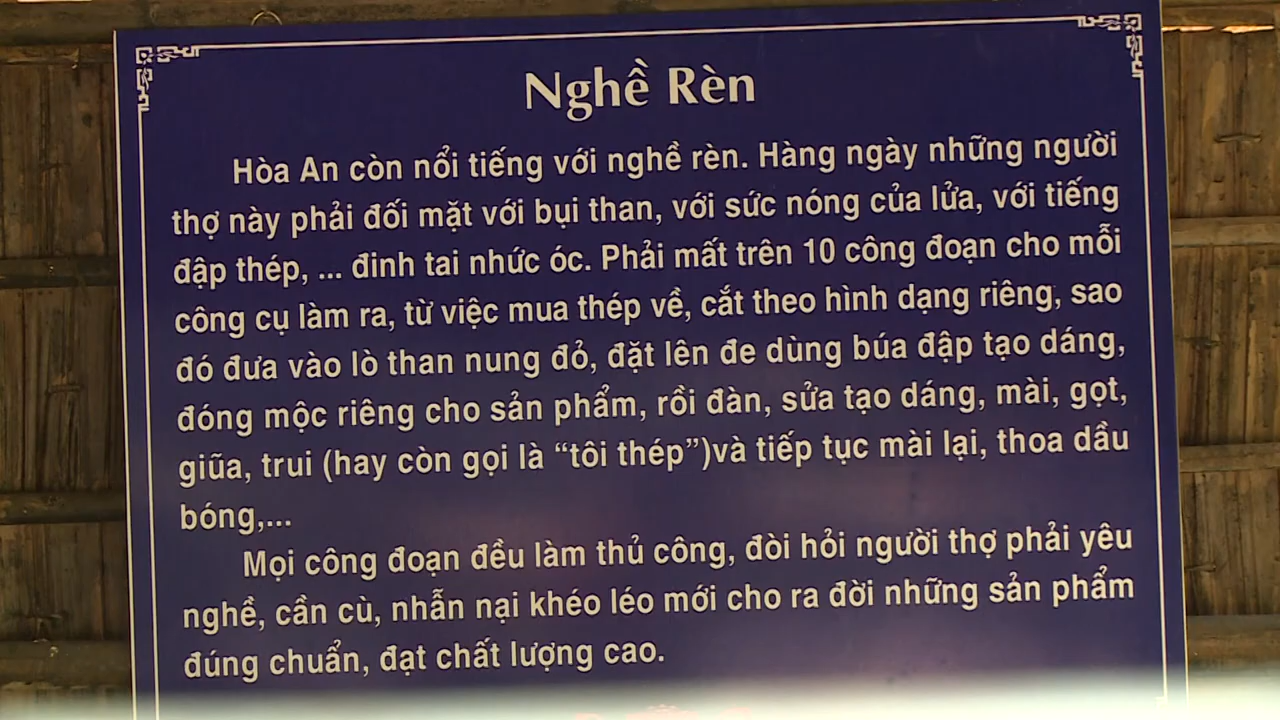 Nghề Rèn
Hòa An còn nổi tiếng với nghề rèn. Hàng ngày những người
thợ này phải đối mặt với bụi than, với sức nóng của lửa, với tiếng
đập thép, ... đinh tai nhức óc. Phải mất trên 10 công đoạn cho mỗi
công cụ làm ra, từ việc mua thép về, cắt theo hình dạng riêng, sao
đó đưa vào lò than nung đỏ, đặt lên đe dùng búa đập tạo dáng,
đóng mộc riêng cho sản phẩm, rồi đàn, sửa tạo dáng, mài, gọt,
giũa, trui (hay còn gọi là “tôi thép”)và tiếp tục mài lại, thoa dầu
bóng,...
Mọi công đoạn đều làm thủ công, đòi hỏi người thợ phải yêu
nghề, cần cù, nhẫn nại khéo léo mới cho ra đời những sản phẩm
đúng chuẩn, đạt chất lượng cao.